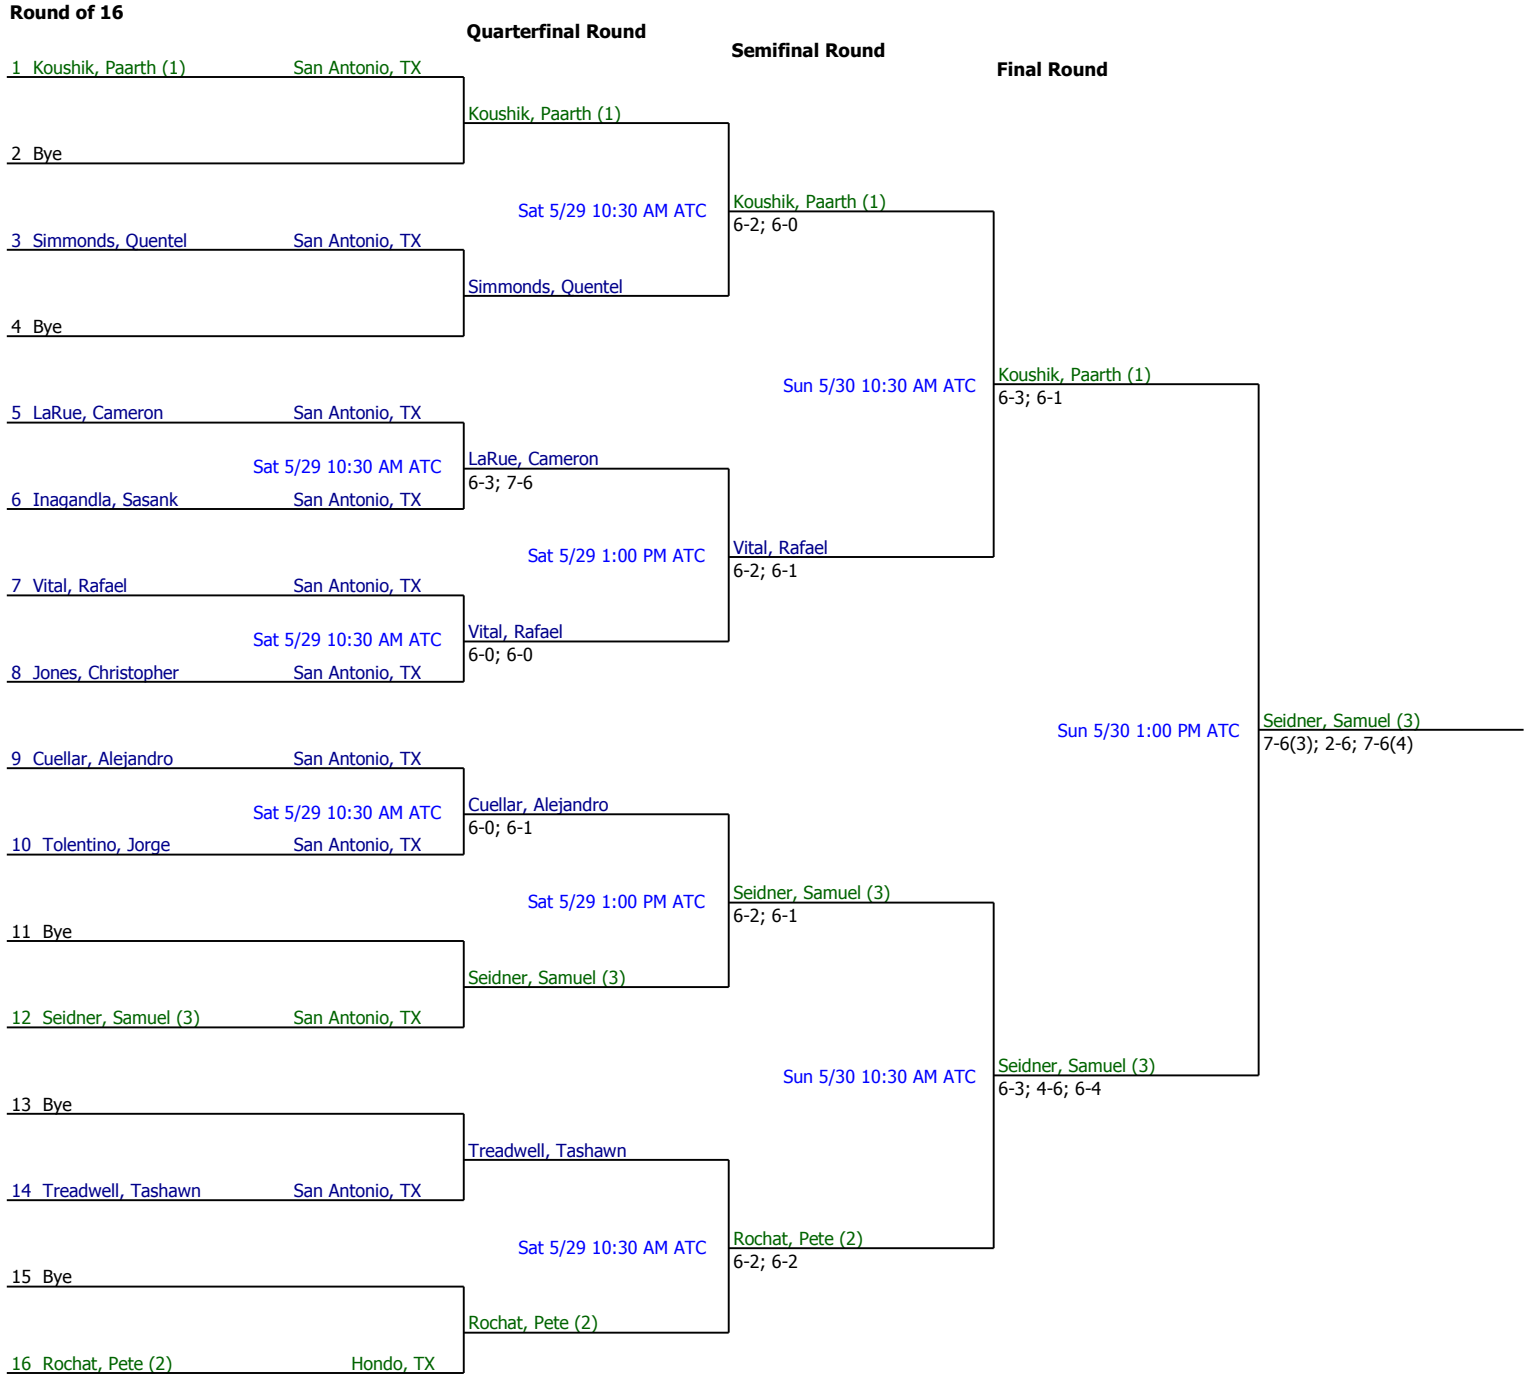 Round of 16
Quarterfinal Round
Semifinal Round
Final Round
1 Koushik, Paarth (1) San Antonio, TX
Koushik, Paarth (1)
2 Bye
Sat 5/29 10:30 AM ATC
Koushik, Paarth (1)
6-2; 6-0
3 Simmonds, Quentel San Antonio, TX
Simmonds, Quentel
4 Bye
Sun 5/30 10:30 AM ATC
Koushik, Paarth (1)
6-3; 6-1
5 LaRue, Cameron San Antonio, TX
Sat 5/29 10:30 AM ATC
LaRue, Cameron
6-3; 7-6
6 Inagandla, Sasank San Antonio, TX
Sat 5/29 1:00 PM ATC
Vital, Rafael
6-2; 6-1
7 Vital, Rafael San Antonio, TX
Sat 5/29 10:30 AM ATC
Vital, Rafael
6-0; 6-0
8 Jones, Christopher San Antonio, TX
Sun 5/30 1:00 PM ATC
Seidner, Samuel (3)
7-6(3); 2-6; 7-6(4)
9 Cuellar, Alejandro San Antonio, TX
Sat 5/29 10:30 AM ATC
Cuellar, Alejandro
6-0; 6-1
10 Tolentino, Jorge San Antonio, TX
Sat 5/29 1:00 PM ATC
Seidner, Samuel (3)
6-2; 6-1
11 Bye
Seidner, Samuel (3)
12 Seidner, Samuel (3) San Antonio, TX
Sun 5/30 10:30 AM ATC
Seidner, Samuel (3)
6-3; 4-6; 6-4
13 Bye
Treadwell, Tashawn
14 Treadwell, Tashawn San Antonio, TX
Sat 5/29 10:30 AM ATC
Rochat, Pete (2)
6-2; 6-2
15 Bye
Rochat, Pete (2)
16 Rochat, Pete (2) Hondo, TX